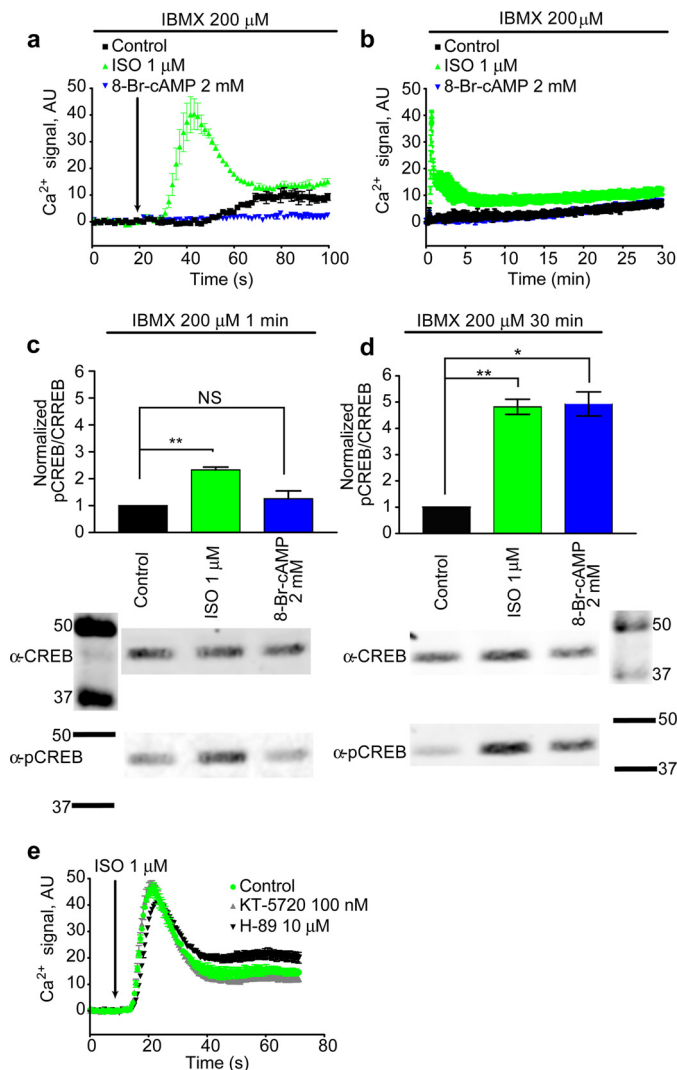 a
IBMX 200 μM
Control
ISO 1 μM
8-Br-cAMP 2 mM
Ca2+ signal, AU
50
40
30
20
10
0
0 20 40 60 80 100
Time (s)
b
IBMX 200μM
Control
ISO 1 μM
8-Br-cAMP 2 mM
Ca2+ signal, AU
50
40
30
20
10
0
0 5 10 15 20 25 30
Time (min)
c
IBMX 200 μM 1 min
Normalized
pCREB/CRREB
6
5
4
3
2
1
0
NS
**
Control
ISO 1 μM
8-Br-cAMP
2 mM
50
α-CREB
37
50
α-pCREB
37
d
IBMX 200 μM 30 min
Normalized
pCREB/CRREB
6
5
4
3
2
1
0
*
**
Control
ISO 1 μM
8-Br-cAMP
2 mM
50
α-CREB
37
50
α-pCREB
37
e
ISO 1 μM
Control
KT-5720 100 nM
H-89 10 μM
Ca2+ signal, AU
50
40
30
20
10
0
0 20 40 60 80
Time (s)